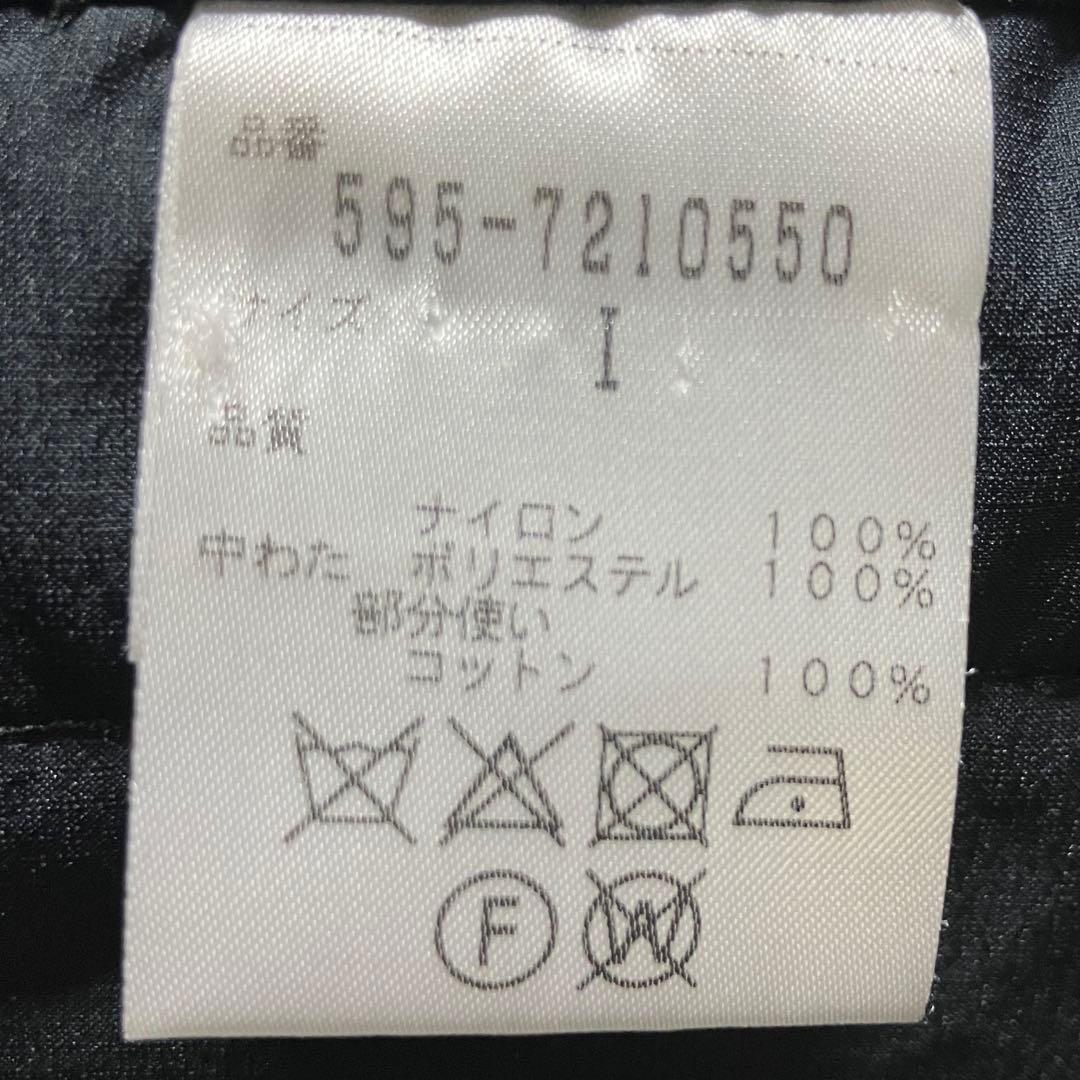 品番
595-7210550
サイズ I
品質
ナイロン 100%
中わた ポリエステル 100%
部分使い
コットン 100%
F W